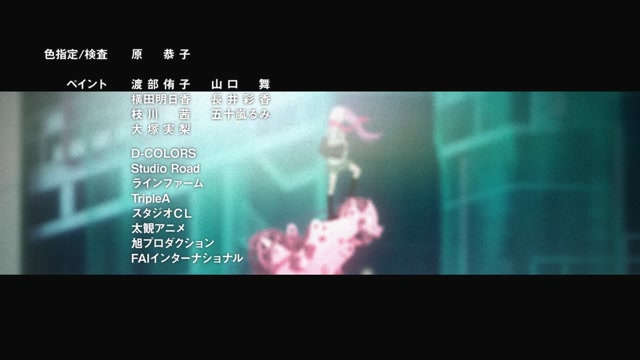 色指定/検査 原 恭子
ペイント 渡部侑子 山口 舞
横田明日香 長井彩香
枝川 茜 五十嵐るみ
大塚実梨
D-COLORS
Studio Road
ラインファーム
TripleA
スタジオCL
太観アニメ
旭プロダクション
FAIインターナショナル